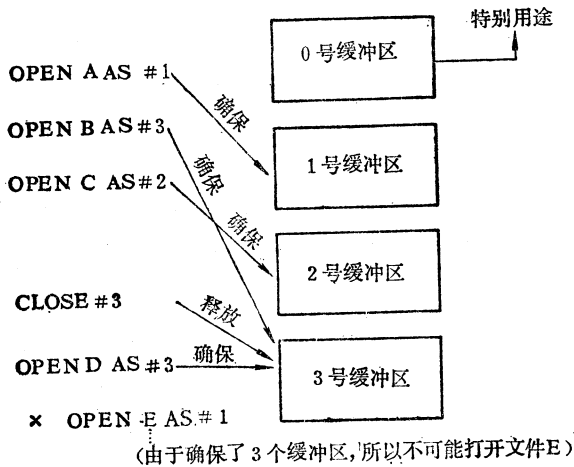 特别用途
0号缓冲区
OPEN A AS #1
确保
1号缓冲区
OPEN B AS #3
确保
OPEN C AS #2
确保
2号缓冲区
CLOSE #3
释放
OPEN D AS #3
确保
3号缓冲区
× OPEN E AS #1
(由于确保了3个缓冲区,所以不可能打开文件E)